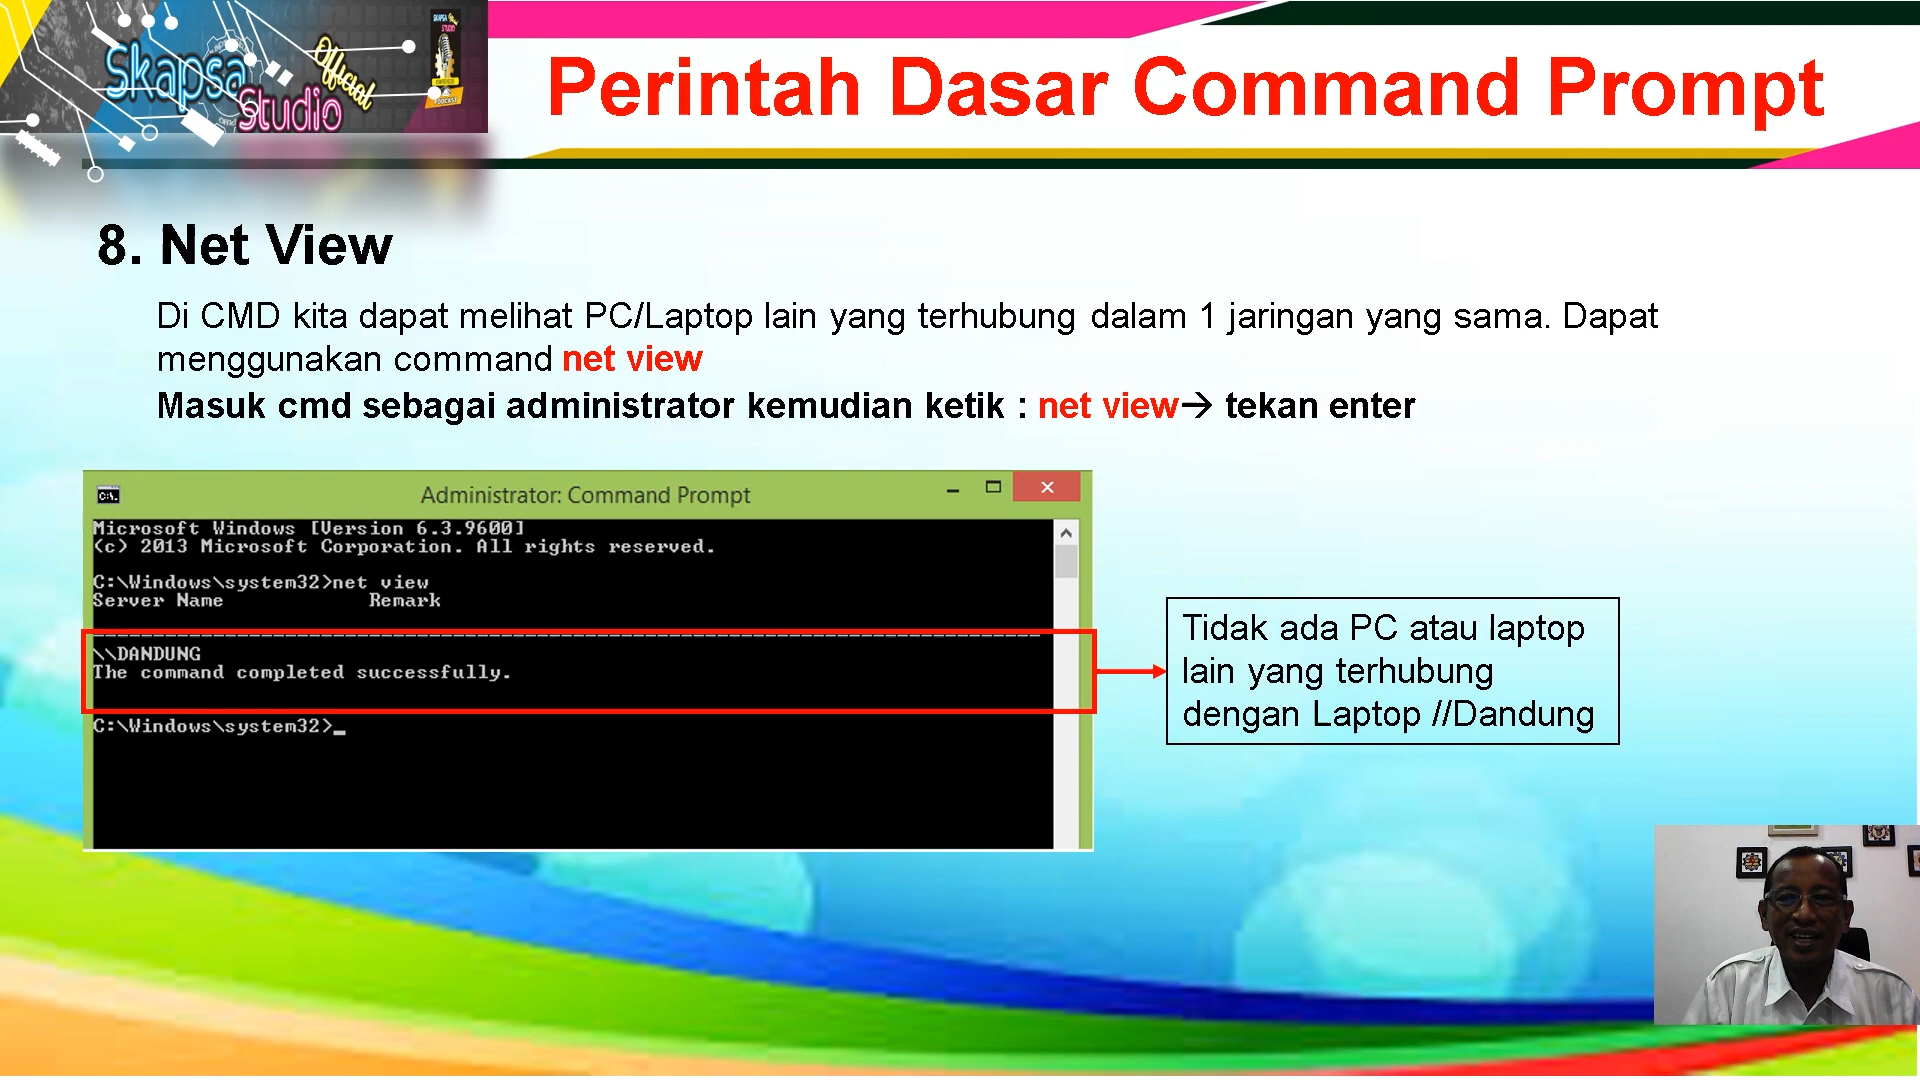 Skapsa
Studio
Official
SKAPSA
STUDIO
PODCAST
Perintah Dasar Command Prompt
8. Net View
Di CMD kita dapat melihat PC/Laptop lain yang terhubung dalam 1 jaringan yang sama. Dapat
menggunakan command net view
Masuk cmd sebagai administrator kemudian ketik : net view→ tekan enter
C:\.
Administrator: Command Prompt
Microsoft Windows [Version 6.3.9600]
(c) 2013 Microsoft Corporation. All rights reserved.
C:\Windows\system32>net view
Server Name Remark
\\DANDUNG
The command completed successfully.
C:\Windows\system32>_
Tidak ada PC atau laptop
lain yang terhubung
dengan Laptop //Dandung